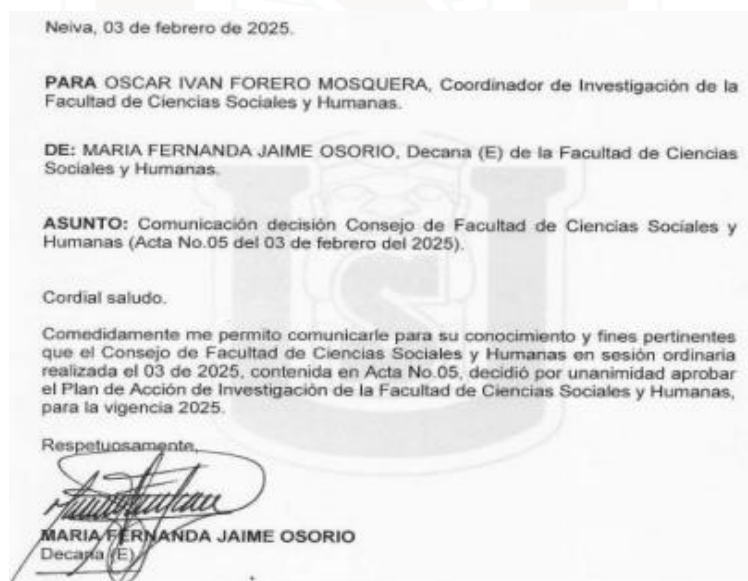 Neiva, 03 de febrero de 2025.
PARA OSCAR IVAN FORERO MOSQUERA, Coordinador de Investigación de la
Facultad de Ciencias Sociales y Humanas.
DE: MARIA FERNANDA JAIME OSORIO, Decana (E) de la Facultad de Ciencias
Sociales y Humanas.
ASUNTO: Comunicación decisión Consejo de Facultad de Ciencias Sociales y
Humanas (Acta No.05 del 03 de febrero del 2025).
Cordial saludo.
Comedidamente me permito comunicarle para su conocimiento y fines pertinentes
que el Consejo de Facultad de Ciencias Sociales y Humanas en sesión ordinaria
realizada el 03 de 2025, contenida en Acta No.05, decidió por unanimidad aprobar
el Plan de Acción de Investigación de la Facultad de Ciencias Sociales y Humanas,
para la vigencia 2025.
Respetuosamente,
MARIA FERNANDA JAIME OSORIO
Decana (E)